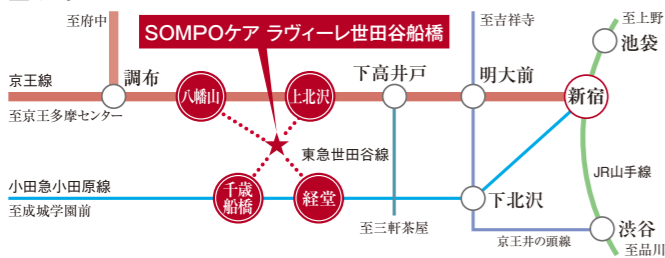 至府中
SOMPOケア ラヴィーレ世田谷船橋
至吉祥寺
至上野
池袋
京王線
調布
八幡山
上北沢
下高井戸
明大前
新宿
至京王多摩センター
東急世田谷線
JR山手線
小田急小田原線
千歳
船橋
経堂
下北沢
至成城学園前
至三軒茶屋
京王井の頭線
渋谷
至品川